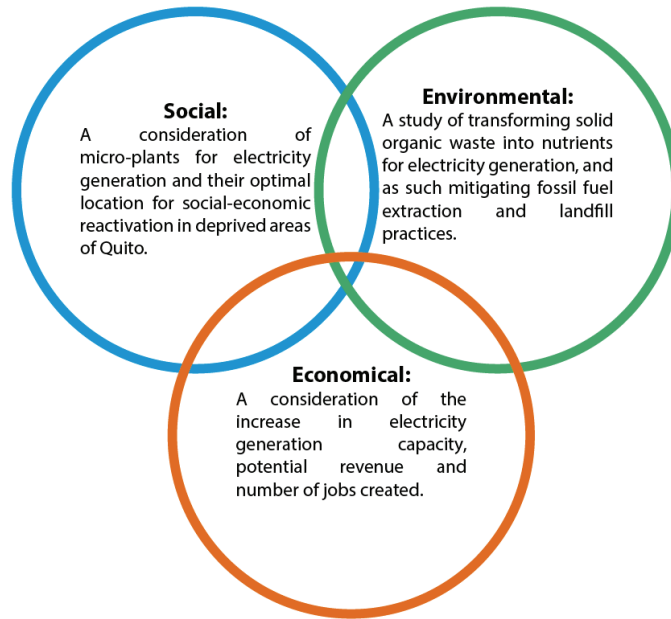 Social:
A consideration of
micro-plants for electricity
generation and their optimal
location for social-economic
reactivation in deprived areas
of Quito.
Environmental:
A study of transforming solid
organic waste into nutrients
for electricity generation, and
as such mitigating fossil fuel
extraction and landfill
practices.
Economical:
A consideration of the
increase in electricity
generation capacity,
potential revenue and
number of jobs created.